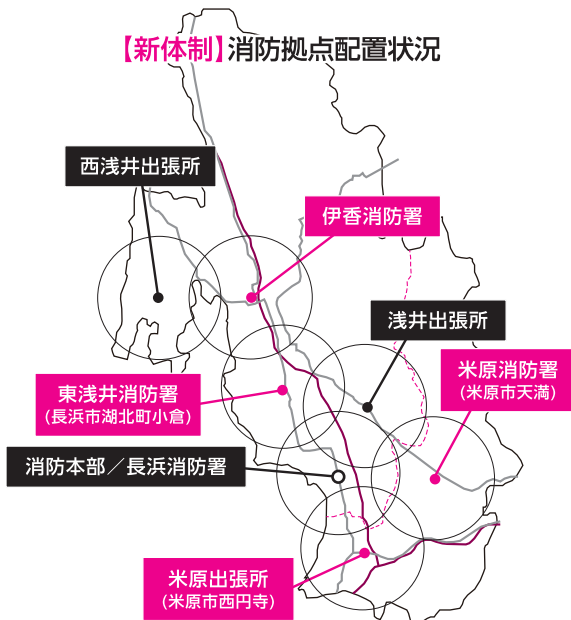 【新体制】消防拠点配置状況
西浅井出張所
伊香消防署
浅井出張所
米原消防署
(米原市天満)
東浅井消防署
(長浜市湖北町小倉)
消防本部／長浜消防署
米原出張所
(米原市西円寺)